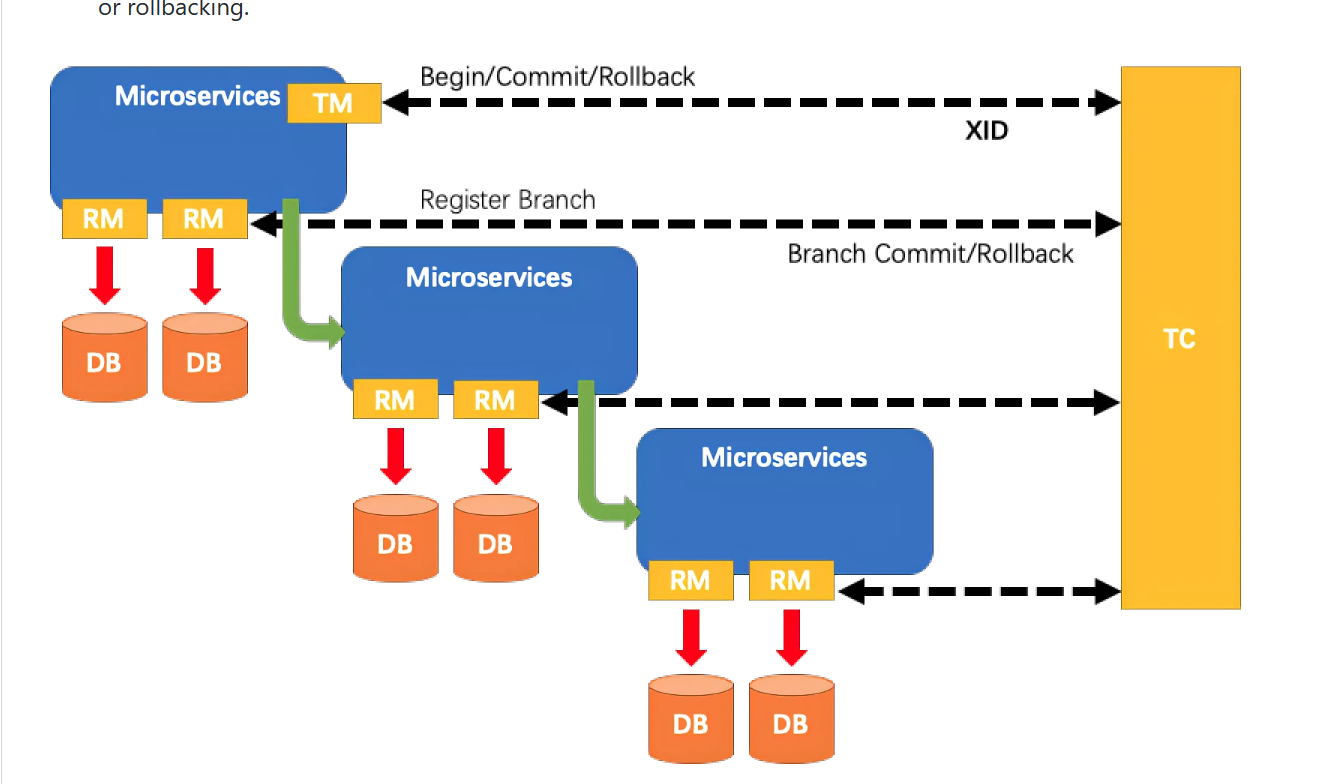 or rollbacking.
Begin/Commit/Rollback
Microservices
TM
XID
Register Branch
RM
RM
Branch Commit/Rollback
Microservices
TC
DB
DB
RM
RM
Microservices
DB
DB
RM
RM
DB
DB